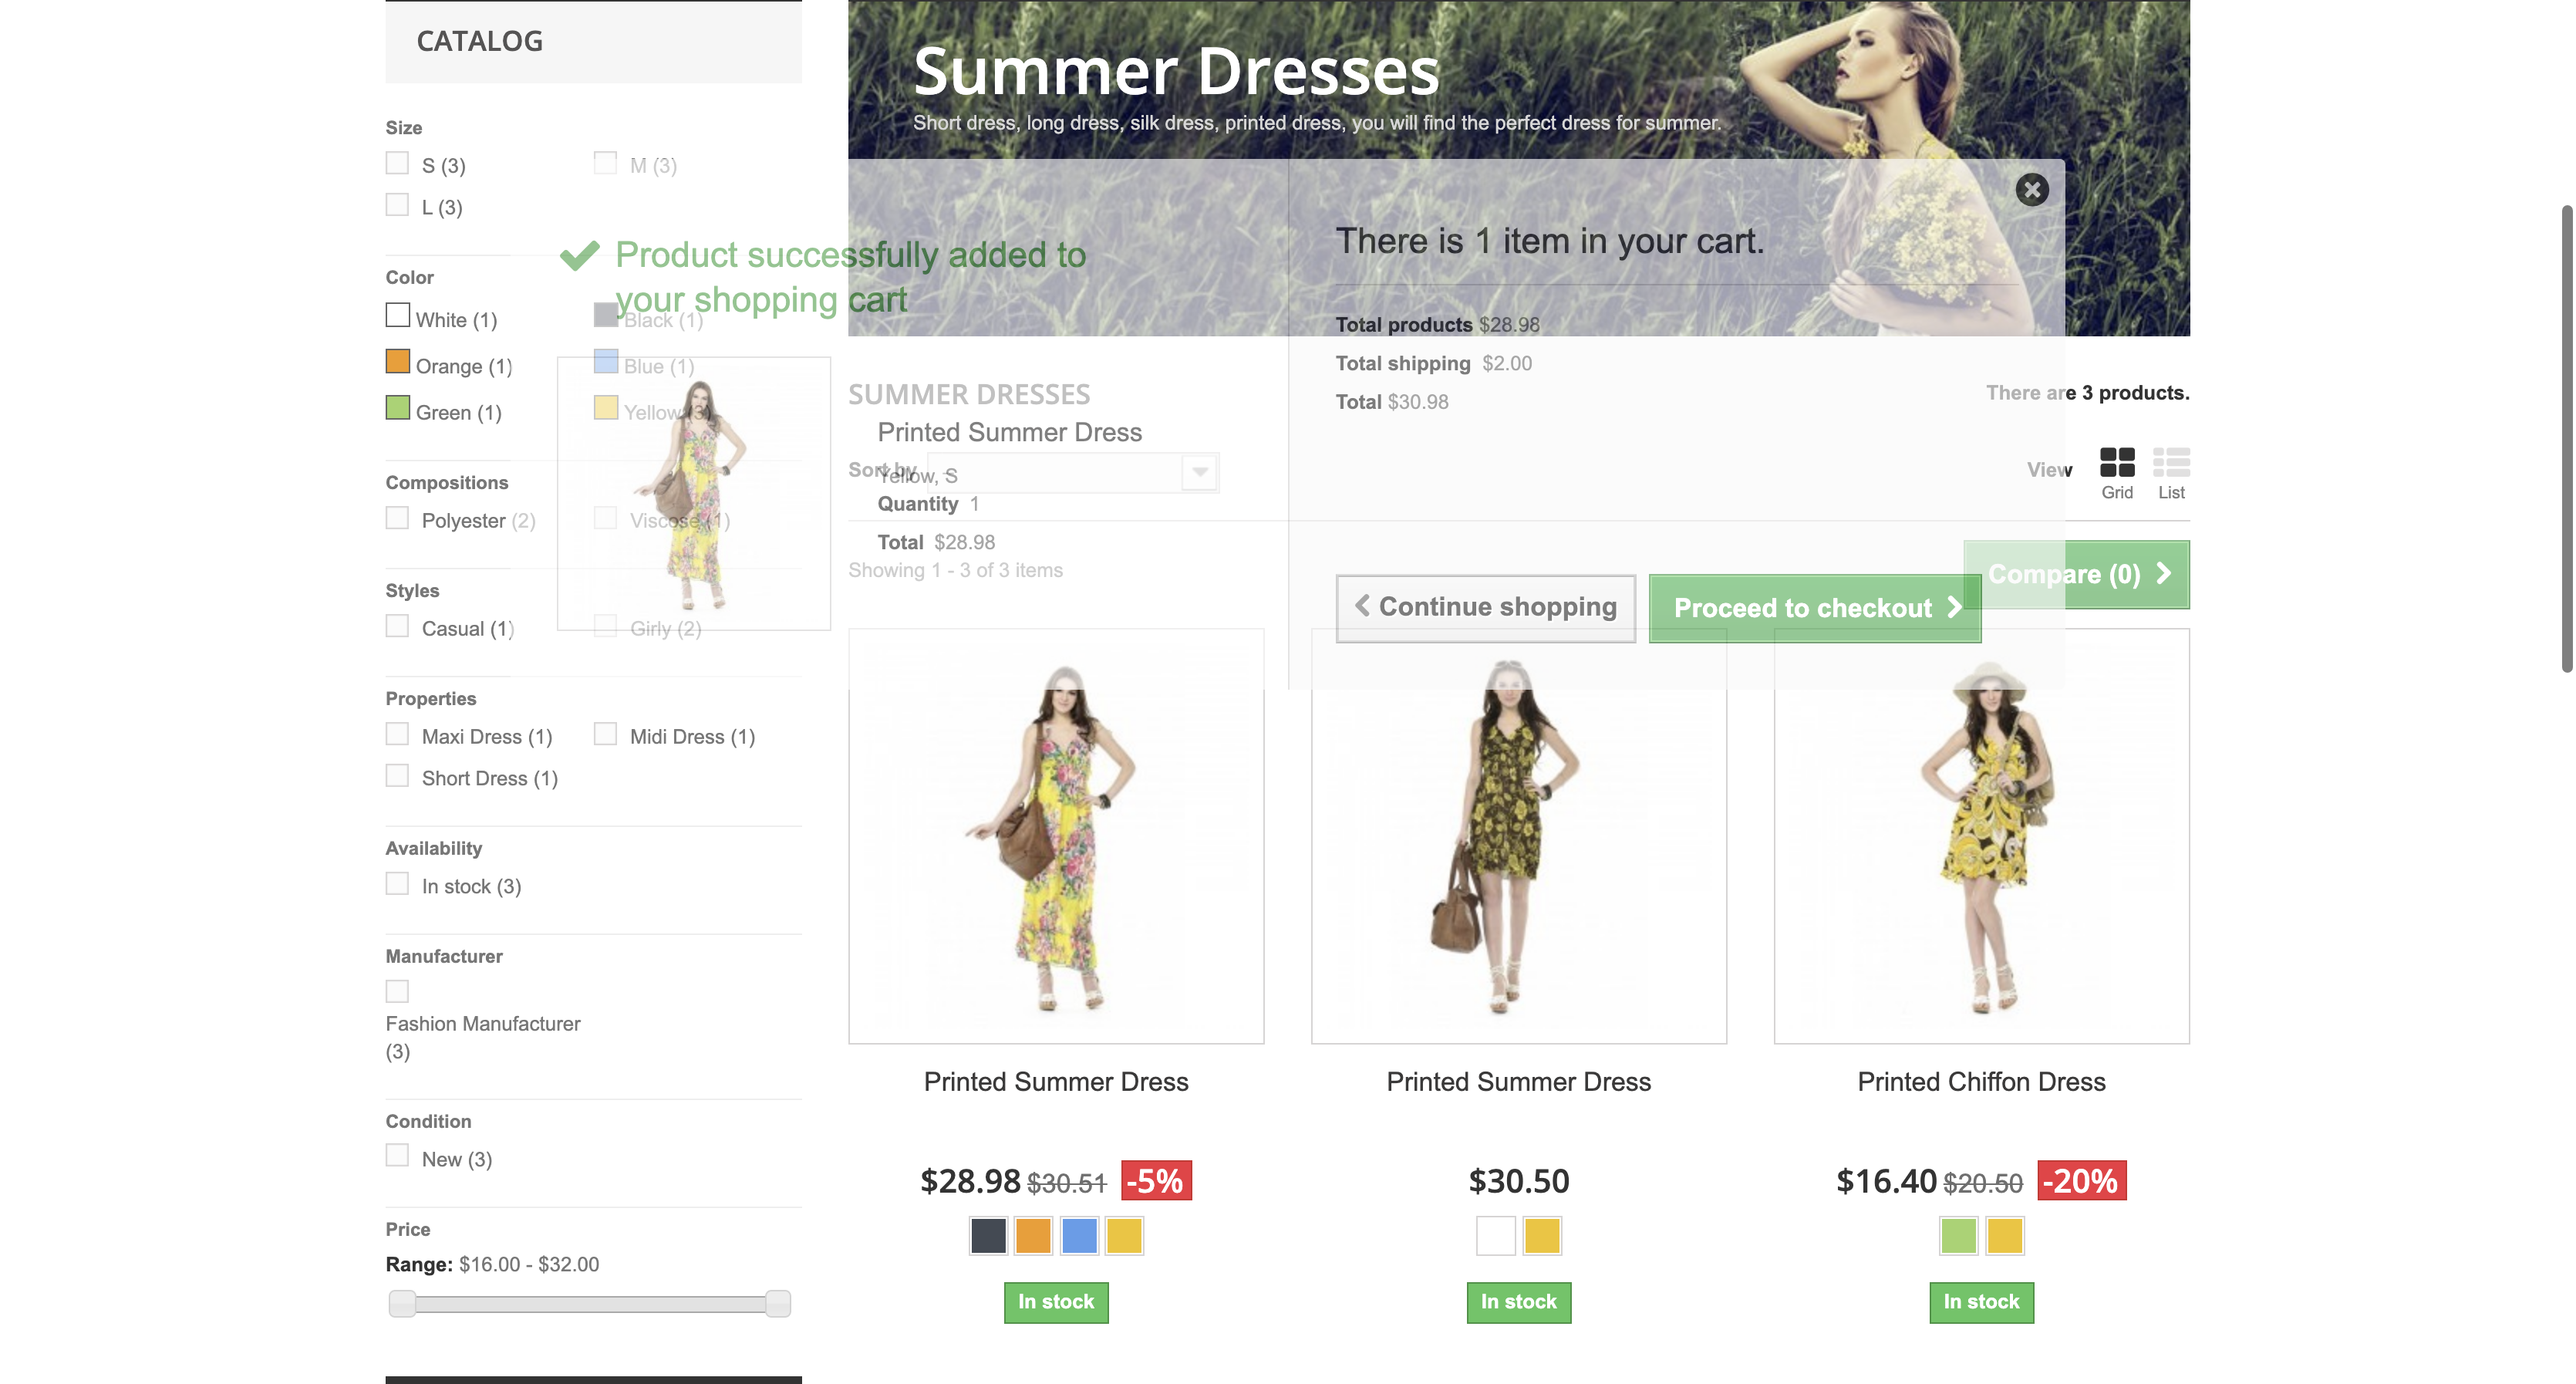 CATALOG
Size
S (3)
M (3)
L (3)
Color
White (1)
Black (1)
Orange (1)
Blue (1)
Green (1)
Yellow (3)
Compositions
Polyester (2)
Viscose (1)
Styles
Casual (1)
Girly (2)
Properties
Maxi Dress (1)
Midi Dress (1)
Short Dress (1)
Availability
In stock (3)
Manufacturer
Fashion Manufacturer
(3)
Condition
New (3)
Price
Range: $16.00 - $32.00
Summer Dresses
Short dress, long dress, silk dress, printed dress, you will find the perfect dress for summer.
Product successfully added to
your shopping cart
Printed Summer Dress
Yellow, S
Quantity 1
Total $28.98
There is 1 item in your cart.
Total products $28.98
Total shipping $2.00
Total $30.98
Continue shopping
Proceed to checkout
SUMMER DRESSES
There are 3 products.
Sort by
View
Grid
List
Showing 1 - 3 of 3 items
Compare (0)
Printed Summer Dress
$28.98 $30.51 -5%
In stock
Printed Summer Dress
$30.50
In stock
Printed Chiffon Dress
$16.40 $20.50 -20%
In stock